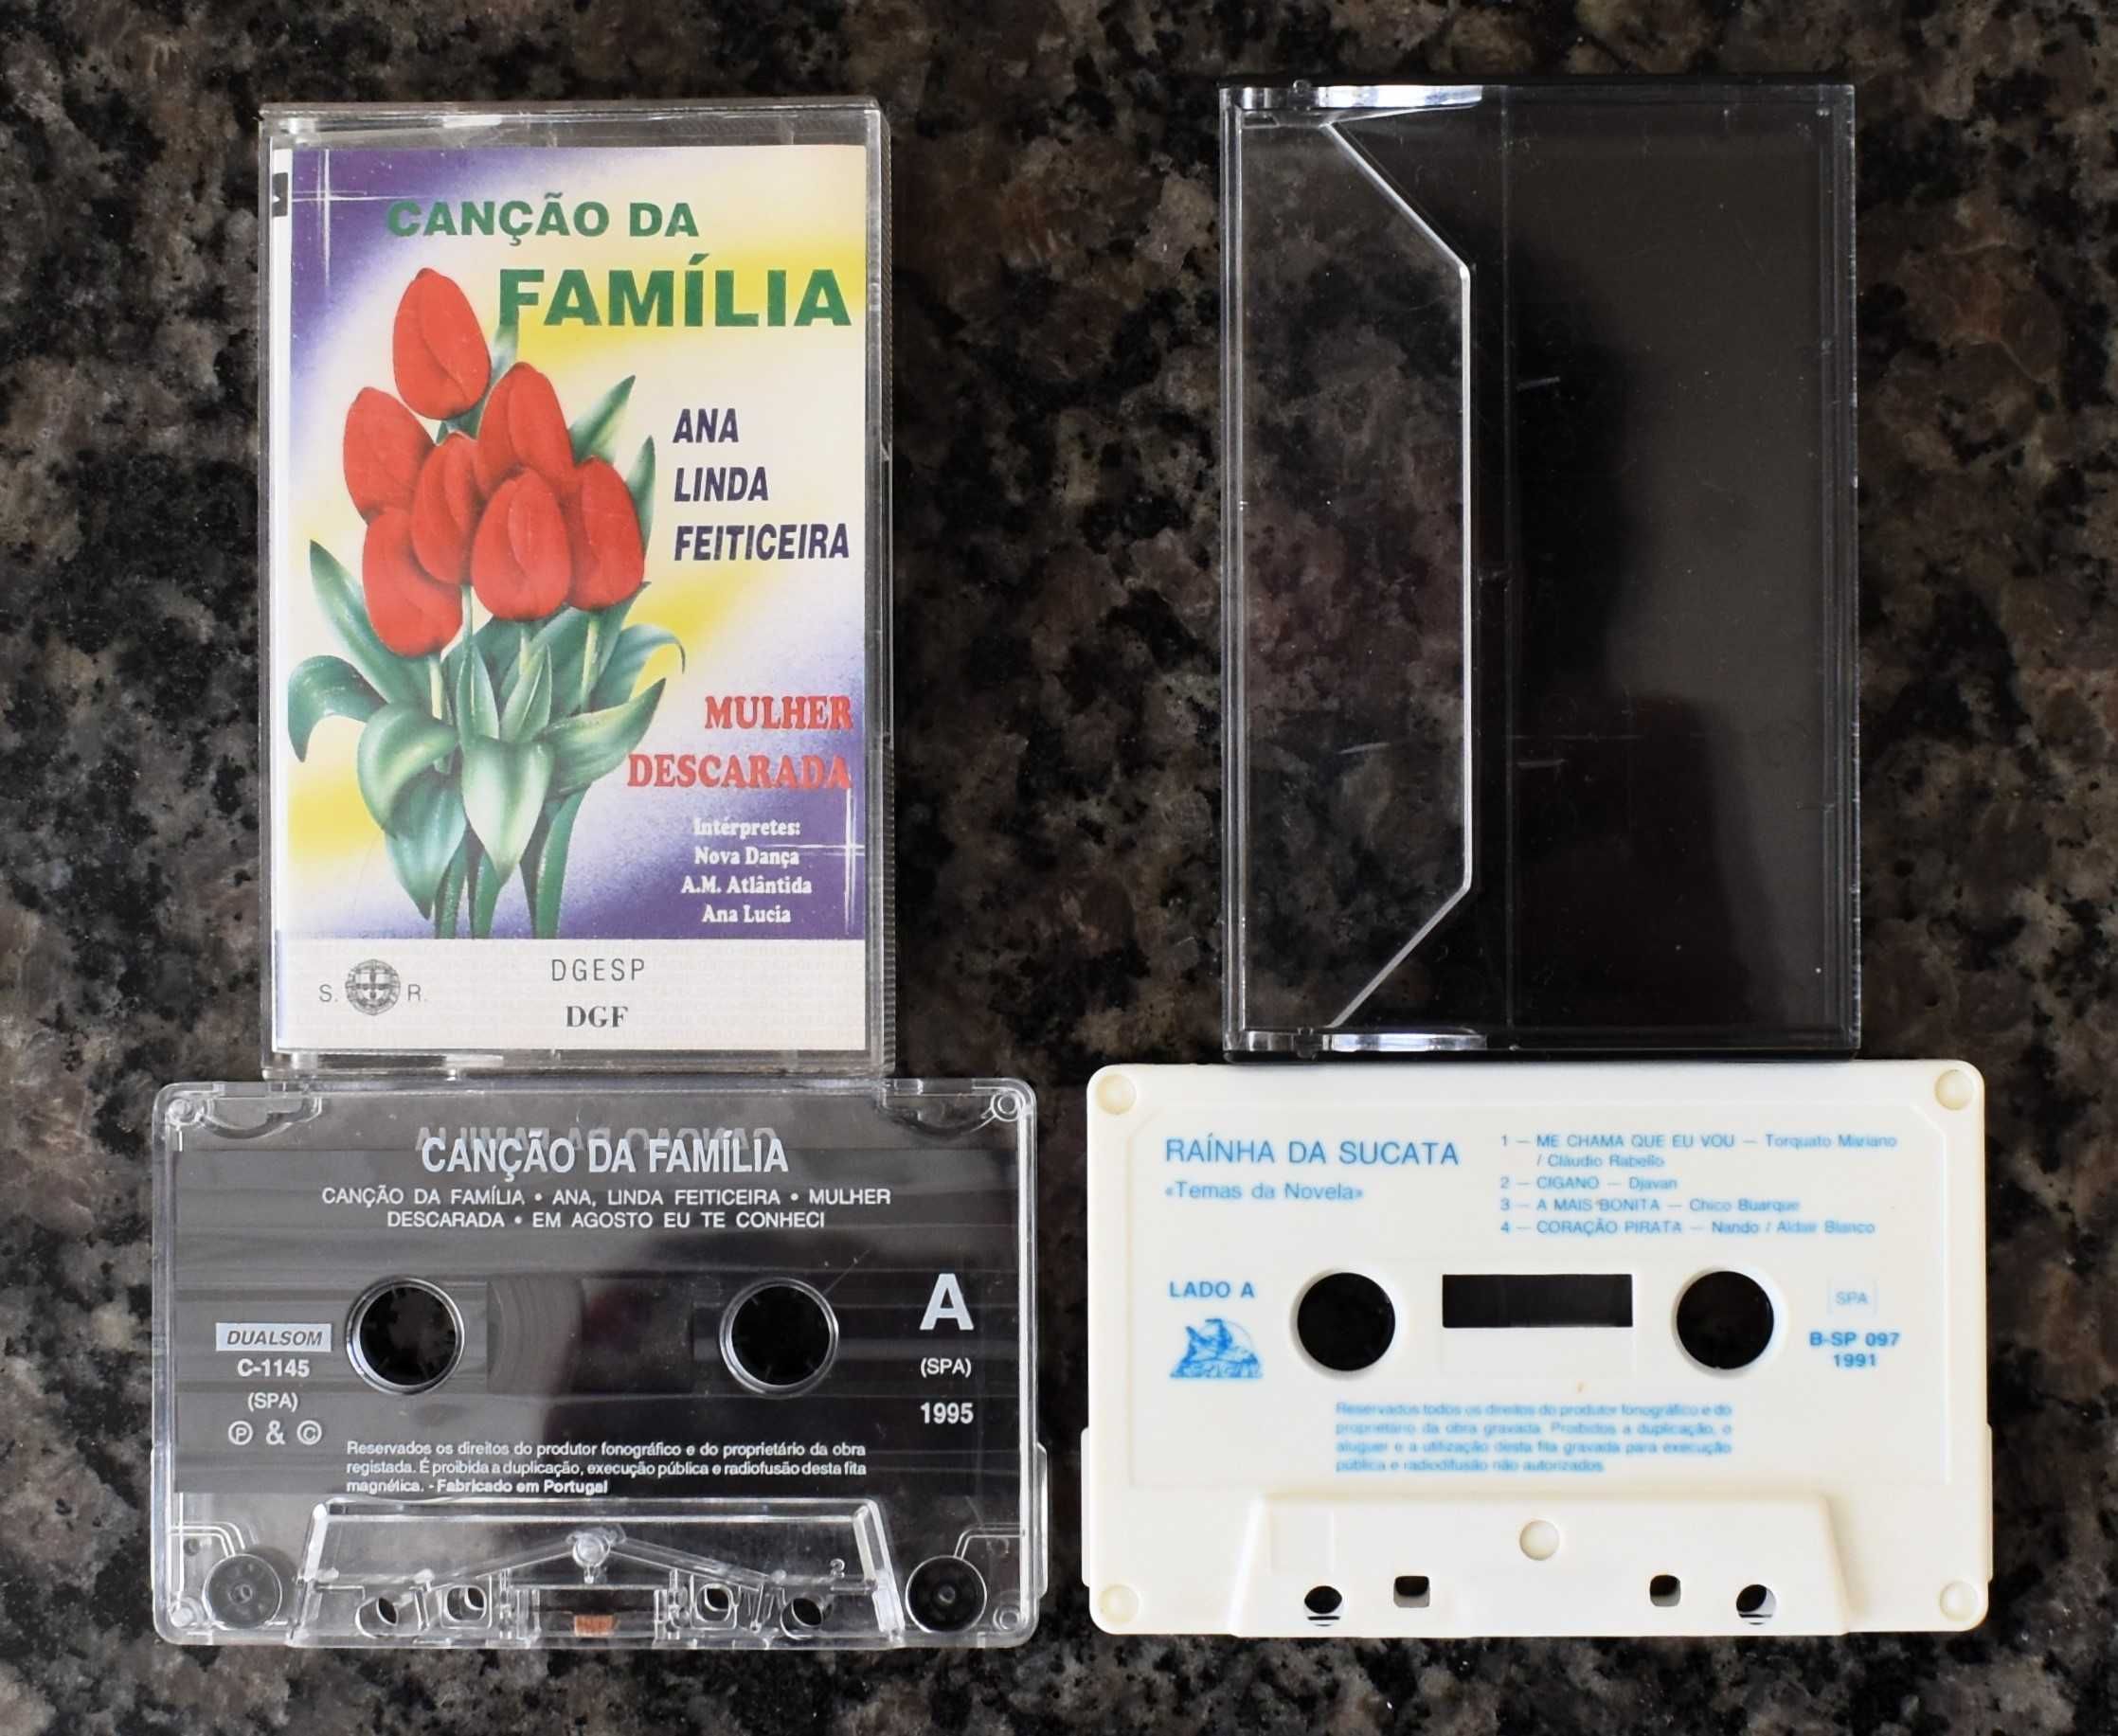 CANÇÃO DA
FAMÍLIA
ANA
LINDA
FEITICEIRA
MULHER
DESCARADA
Intérpretes:
Nova Dança
A.M. Atlântida
Ana Lucia
S. R.
DGESP
DGF
CANÇÃO DA FAMÍLIA
CANÇÃO DA FAMÍLIA • ANA, LINDA FEITICEIRA • MULHER
DESCARADA • EM AGOSTO EU TE CONHECI
A
DUALSOM
C-1145
(SPA)
(SPA)
1995
Ⓟ & ©
Reservados os direitos do produtor fonográfico e do proprietário da obra
registada. É proibida a duplicação, execução pública e radiofusão desta fita
magnética. - Fabricado em Portugal
2
RAÍNHA DA SUCATA
«Temas da Novela»
1 — ME CHAMA QUE EU VOU — Torquato Mariano
/ Cláudio Rabello
2 — CIGANO — Djavan
3 — A MAIS BONITA — Chico Buarque
4 — CORAÇÃO PIRATA — Nando / Aldair Blanco
LADO A
SPA
B-SP 097
1991
Reservados todos os direitos do produtor fonográfico e do
proprietário da obra gravada. Proibidos a duplicação, o
aluguer e a utilização desta fita gravada para execução
pública e radiodifusão não autorizados